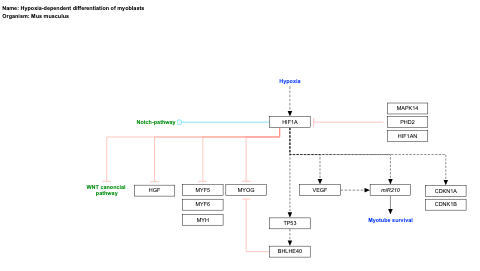 Name: Hypoxia-dependent differentiation of myoblasts
Organism: Mus musculus
Hypoxia
MAPK14
Notch-pathway
HIF1A
PHD2
HIF1AN
WNT canoncial
pathway
HGF
MYF5
MYOG
VEGF
miR210
CDKN1A
MYF6
CDNK1B
MYH
TP53
Myotube survival
BHLHE40